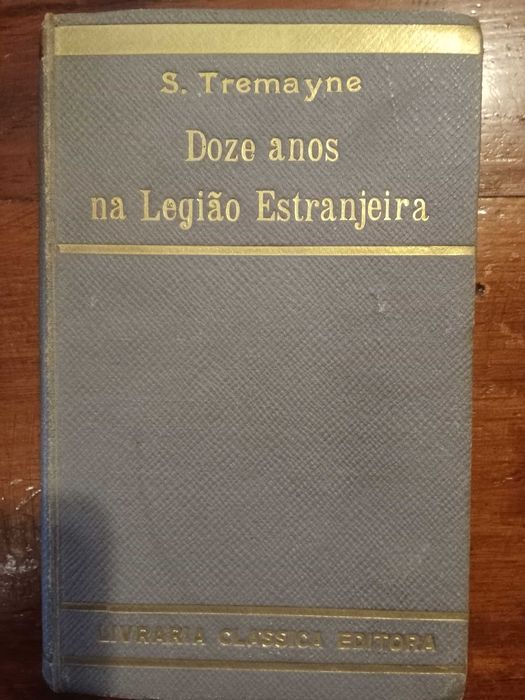 S. Tremayne
Doze anos
na Legião Estranjeira
LIVRARIA CLASSICA EDITORA